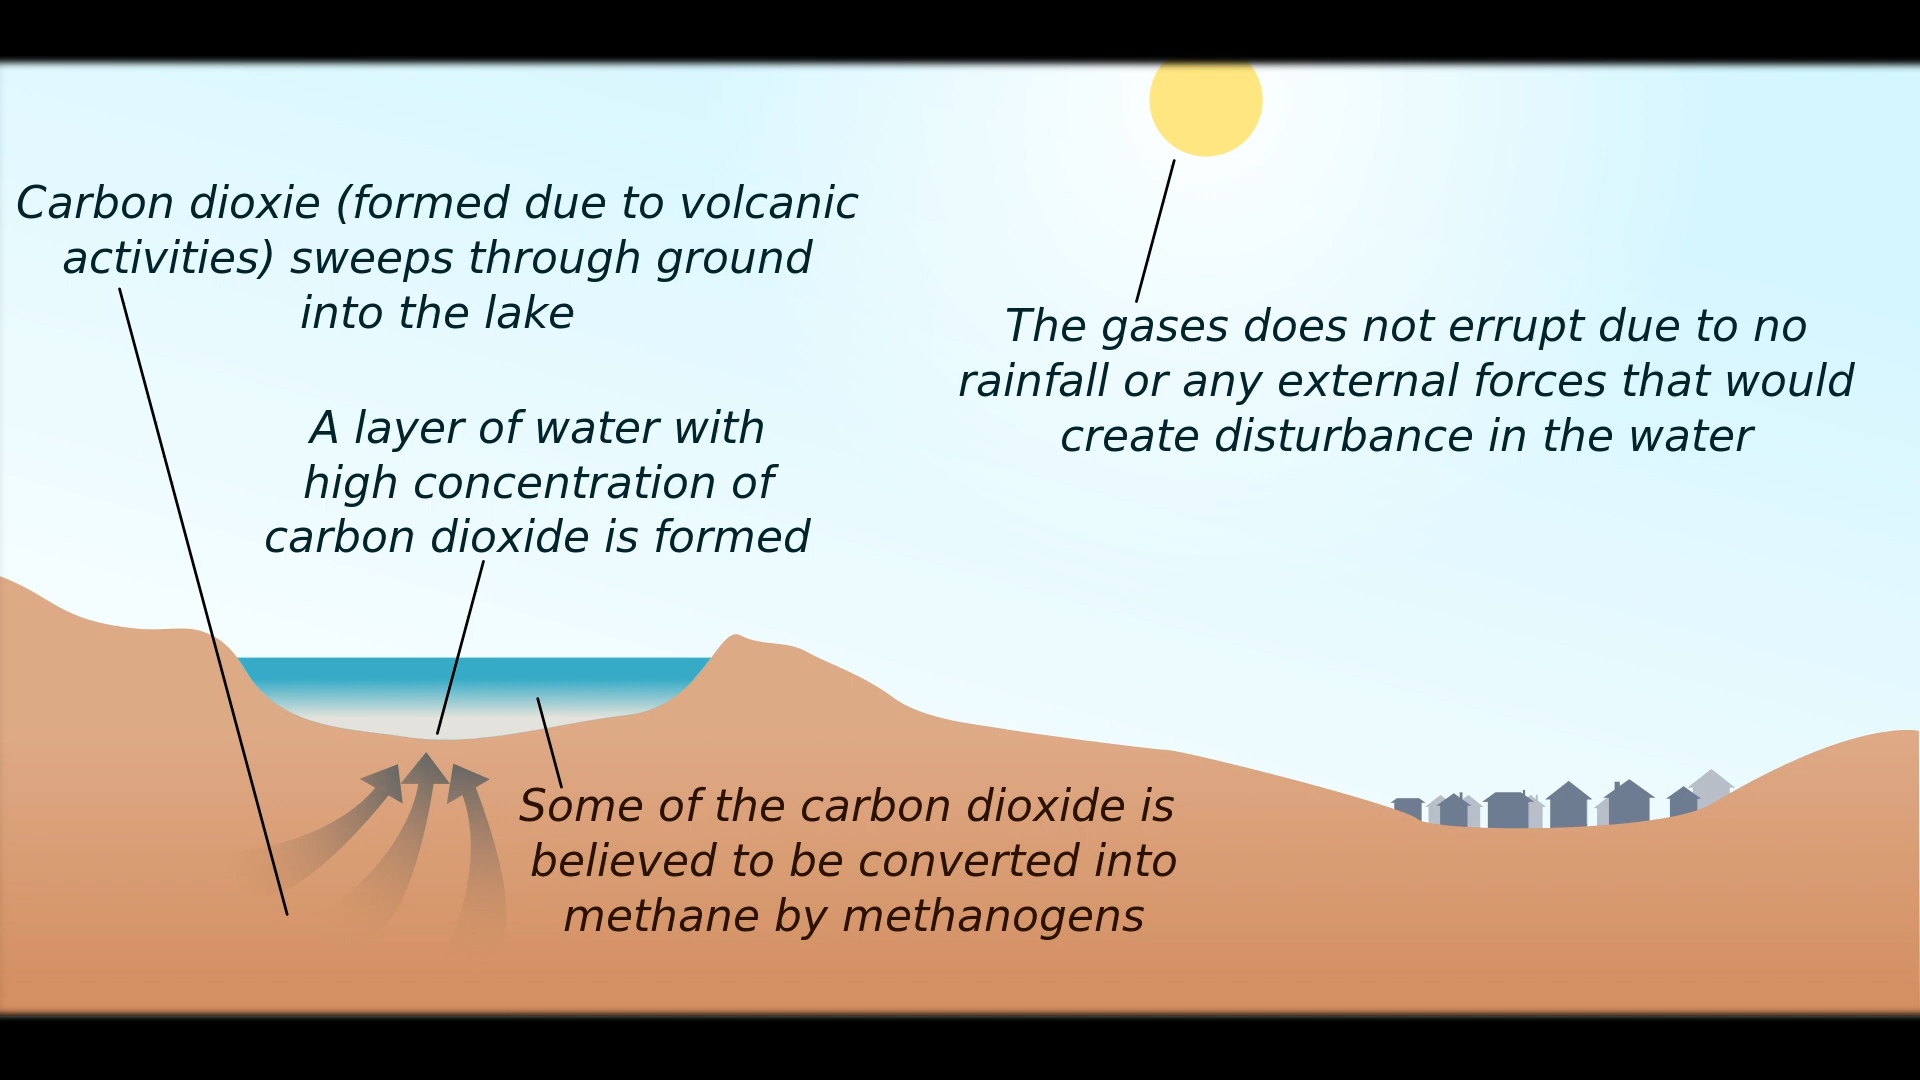 Carbon dioxie (formed due to volcanic
activities) sweeps through ground
into the lake
A layer of water with
high concentration of
carbon dioxide is formed
The gases does not errupt due to no
rainfall or any external forces that would
create disturbance in the water
Some of the carbon dioxide is
believed to be converted into
methane by methanogens